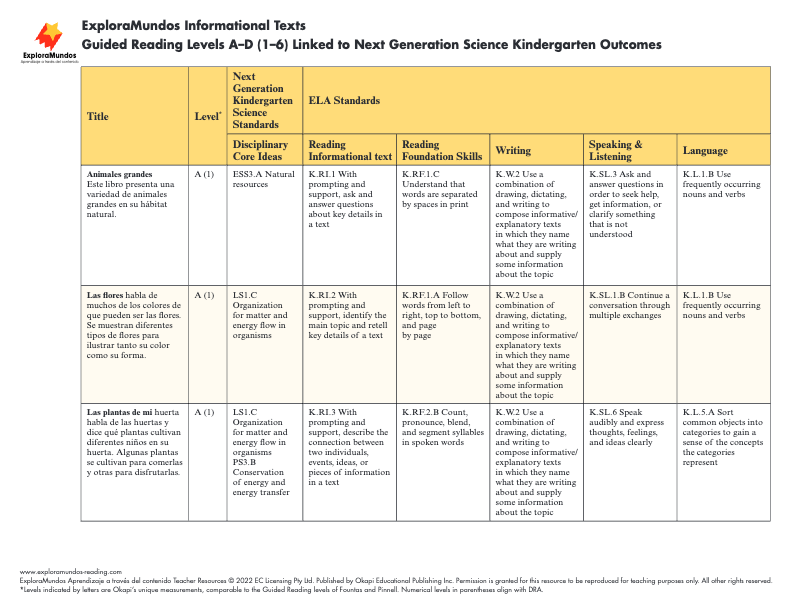 ExploraMundos Informational Texts
Guided Reading Levels A–D (1–6) Linked to Next Generation Science Kindergarten Outcomes
ExploraMundos
Aprendizaje a través del contenido
Title
Level*
Next
Generation
Kindergarten
Science
Standards
ELA Standards
Disciplinary
Core Ideas
Reading
Informational text
Reading
Foundation Skills
Writing
Speaking &
Listening
Language
Animales grandes
Este libro presenta una
variedad de animales
grandes en su hábitat
natural.
A (1)
ESS3.A Natural
resources
K.RI.1 With
prompting and
support, ask and
answer questions
about key details in
a text
K.RF.1.C
Understand that
words are separated
by spaces in print
K.W.2 Use a
combination of
drawing, dictating,
and writing to
compose informative/
explanatory texts
in which they name
what they are writing
about and supply
some information
about the topic
K.SL.3 Ask and
answer questions in
order to seek help,
get information, or
clarify something
that is not
understood
K.L.1.B Use
frequently occurring
nouns and verbs
Las flores habla de
muchos de los colores de
que pueden ser las flores.
Se muestran diferentes
tipos de flores para
ilustrar tanto su color
como su forma.
A (1)
LS1.C
Organization
for matter and
energy flow in
organisms
K.RI.2 With
prompting and
support, identify the
main topic and retell
key details of a text
K.RF.1.A Follow
words from left to
right, top to bottom,
and page
by page
K.W.2 Use a
combination of
drawing, dictating,
and writing to
compose informative/
explanatory texts
in which they name
what they are writing
about and supply
some information
about the topic
K.SL.1.B Continue a
conversation through
multiple exchanges
K.L.1.B Use
frequently occurring
nouns and verbs
Las plantas de mi huerta
habla de las huertas y
dice qué plantas cultivan
diferentes niños en su
huerta. Algunas plantas
se cultivan para comerlas
y otras para disfrutarlas.
A (1)
LS1.C
Organization
for matter and
energy flow in
organisms
PS3.B
Conservation
of energy and
energy transfer
K.RI.3 With
prompting and
support, describe the
connection between
two individuals,
events, ideas, or
pieces of information
in a text
K.RF.2.B Count,
pronounce, blend,
and segment syllables
in spoken words
K.W.2 Use a
combination of
drawing, dictating,
and writing to
compose informative/
explanatory texts
in which they name
what they are writing
about and supply
some information
about the topic
K.SL.6 Speak
audibly and express
thoughts, feelings,
and ideas clearly
K.L.5.A Sort
common objects into
categories to gain a
sense of the concepts
the categories
represent
www.exploramundos-reading.com
ExploraMundos Aprendizaje a través del contenido Teacher Resources © 2022 EC Licensing Pty Ltd. Published by Okapi Educational Publishing Inc. Permission is granted for this resource to be reproduced for teaching purposes only. All other rights reserved.
*Levels indicated by letters are Okapi's unique measurements, comparable to the Guided Reading levels of Fountas and Pinnell. Numerical levels in parentheses align with DRA.